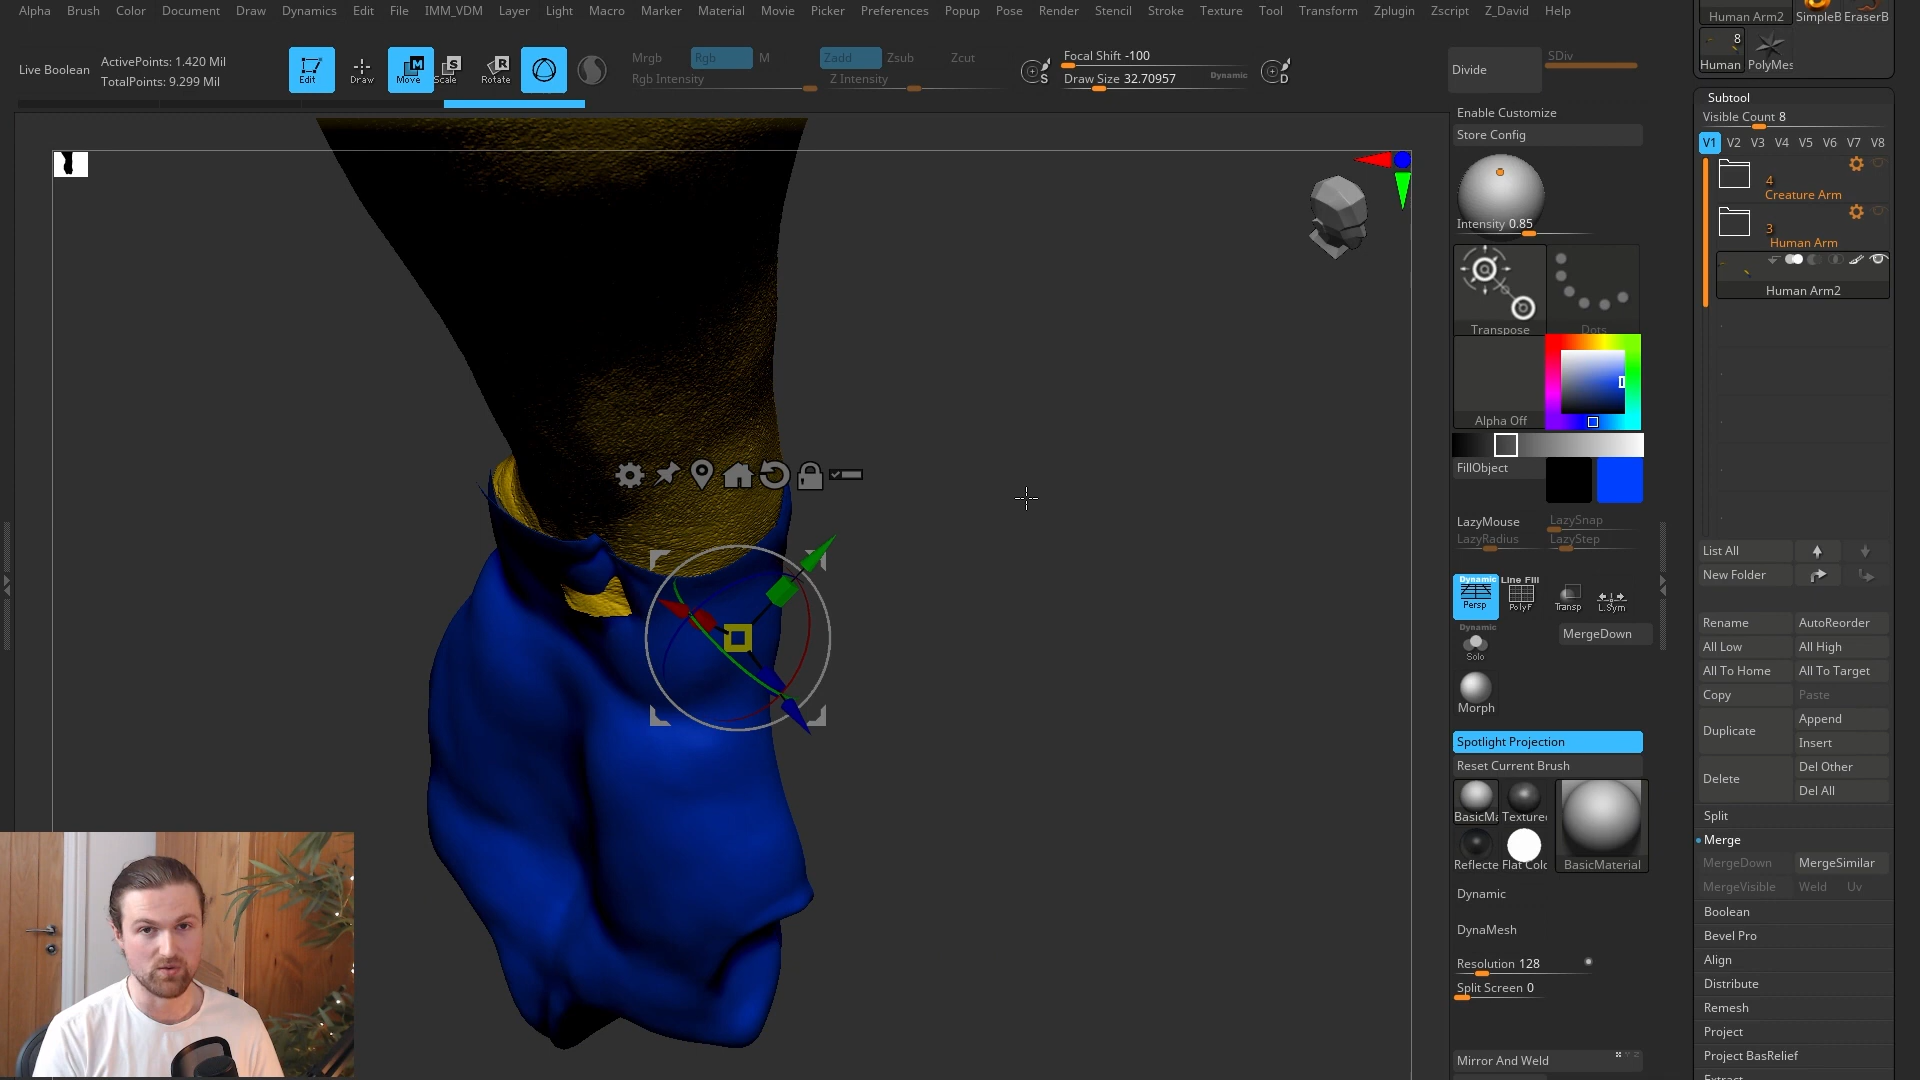 Alpha Brush Color Document Draw Dynamics Edit File IMM_VDM Layer Light Macro Marker Material Movie Picker Preferences Popup Pose Render Stencil Stroke Texture Tool Transform Zplugin Zscript Z_David Help
Human Arm2 SimpleB EraserB
8
Human PolyMes
Live Boolean
ActivePoints: 1.420 Mil
TotalPoints: 9.299 Mil
Edit Draw Move M Scale S Rotate R
Mrgb Rgb M
Rgb Intensity
Zadd Zsub Zcut
Z Intensity
S
Focal Shift -100
Draw Size 32.70957 Dynamic
D
Divide
SDiv
Enable Customize
Store Config
Intensity 0.85
Transpose Dots
Alpha Off
FillObject
LazyMouse LazySnap
LazyRadius LazyStep
Dynamic Line Fill
Persp PolyF Transp L.Sym
Dynamic
Solo
MergeDown
Morph
Spotlight Projection
Reset Current Brush
BasicMa Texture
Reflecte Flat Colo
BasicMaterial
Dynamic
DynaMesh
Resolution 128
Split Screen 0
Mirror And Weld
Subtool
Visible Count 8
V1 V2 V3 V4 V5 V6 V7 V8
4
Creature Arm
3
Human Arm
Human Arm2
List All
New Folder
Rename AutoReorder
All Low All High
All To Home All To Target
Copy Paste
Duplicate Append
Insert
Delete Del Other
Del All
Split
Merge
MergeDown MergeSimilar
MergeVisible Weld Uv
Boolean
Bevel Pro
Align
Distribute
Remesh
Project
Project BasRelief
Extract